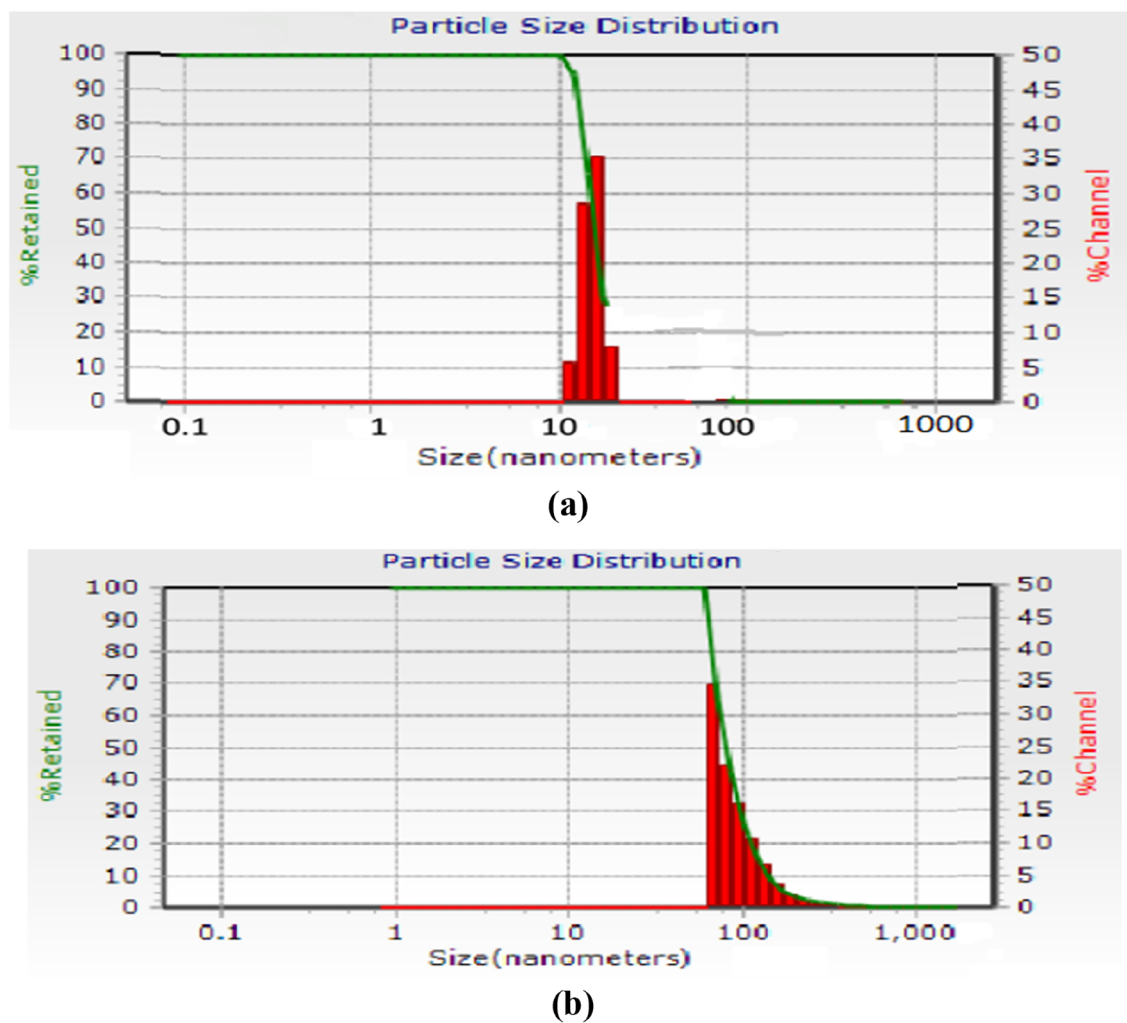 Particle Size Distribution
100 90 80 70 60 50 40 30 20 10 0
%Retained
50 45 40 35 30 25 20 15 10 5 0
%Channel
0.1 1 10 100 1000
Size(nanometers)
(a)
Particle Size Distribution
100 90 80 70 60 50 40 30 20 10 0
%Retained
50 45 40 35 30 25 20 15 10 5 0
%Channel
0.1 1 10 100 1,000
Size(nanometers)
(b)